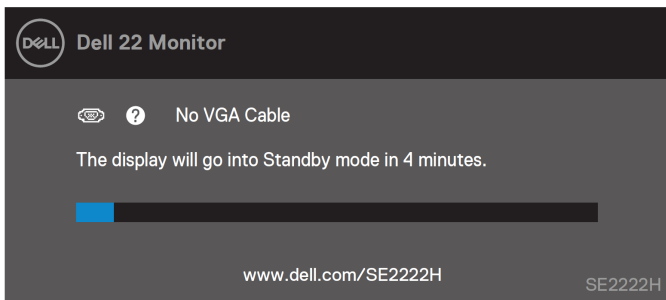 DELL Dell 22 Monitor
? No VGA Cable
The display will go into Standby mode in 4 minutes.
www.dell.com/SE2222H
SE2222H